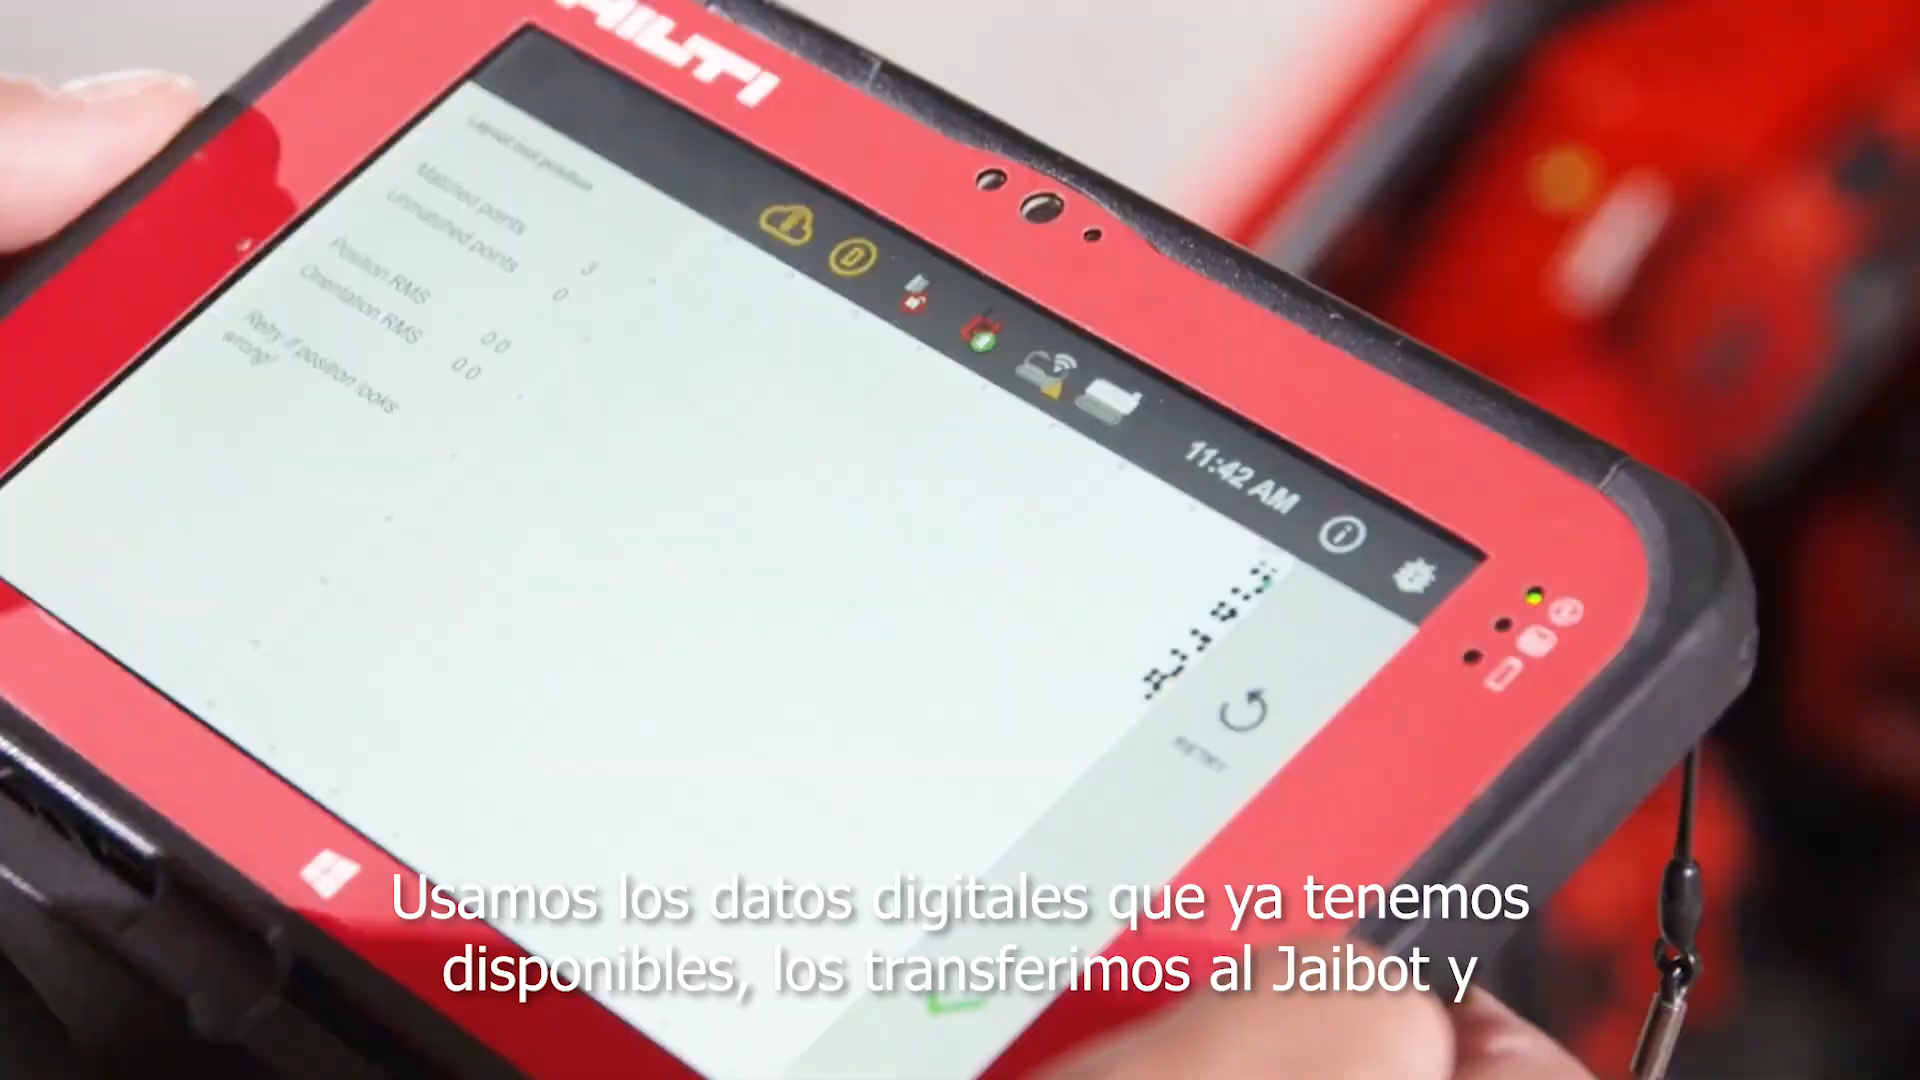 HILTI
Matched points 3
Unmatched points 0
Position RMS 0.0
Orientation RMS 0.0
Retry if position looks
wrong!
11:42 AM
RETRY
Usamos los datos digitales que ya tenemos
disponibles, los transferimos al Jaibot y